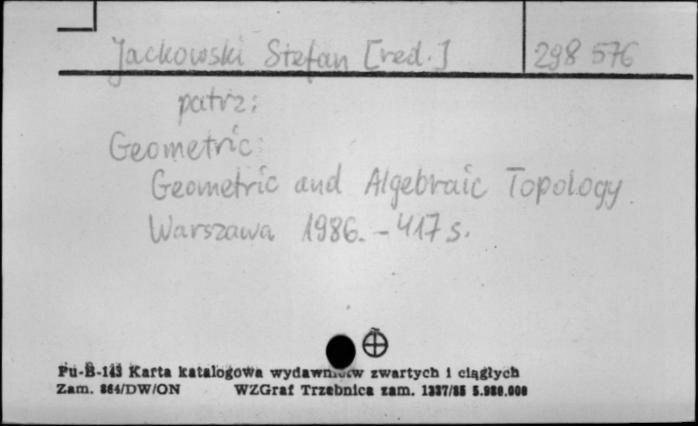 Jackowski Stefan [red.] 298 576
patrz:
Geometric
Geometric and Algebraic Topology
Warszawa 1986. - 417 s.
Pu-B-143 Karta katalogowa wydawnictw zwartych i ciągłych
Zam. 864/DW/ON WZGraf Trzebnica zam. 1337/85 5.980.000